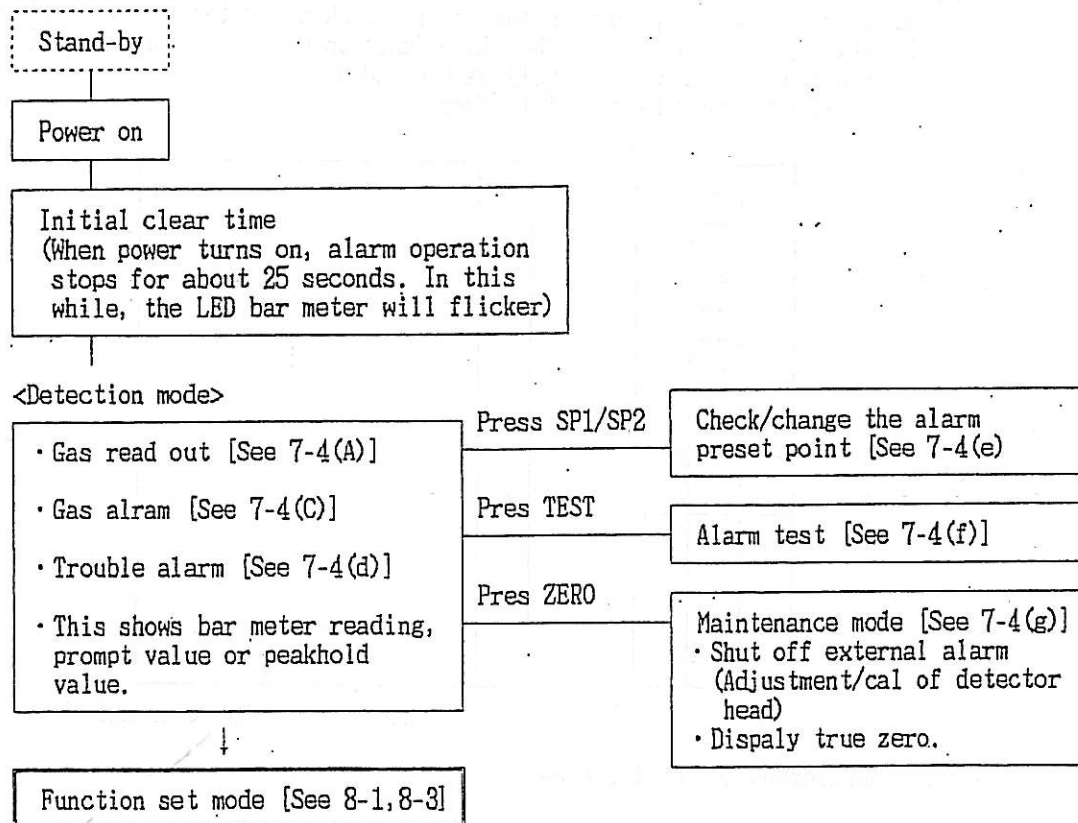 Stand-by
Power on
Initial clear time
(When power turns on, alarm operation
stops for about 25 seconds. In this
while, the LED bar meter will flicker)
<Detection mode>
・Gas read out [See 7-4(A)]
・Gas alram [See 7-4(C)]
・Trouble alarm [See 7-4(d)]
・This shows bar meter reading,
prompt value or peakhold
value.
Press SP1/SP2
Check/change the alarm
preset point [See 7-4(e)
Pres TEST
Alarm test [See 7-4(f)]
Pres ZERO
Maintenance mode [See 7-4(g)]
・Shut off external alarm
(Adjustment/cal of detector
head)
・Dispaly true zero.
Function set mode [See 8-1,8-3]